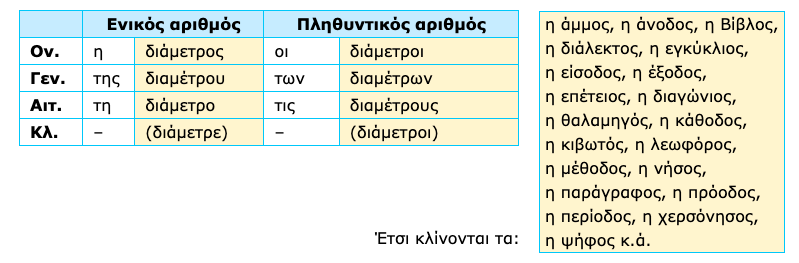 Ενικός αριθμός Πληθυντικός αριθμός
Ον. η διάμετρος οι διάμετροι
Γεν. της διαμέτρου των διαμέτρων
Αιτ. τη διάμετρο τις διαμέτρους
Κλ. – (διάμετρε) – (διάμετροι)
Έτσι κλίνονται τα:
η άμμος, η άνοδος, η Βίβλος,
η διάλεκτος, η εγκύκλιος,
η είσοδος, η έξοδος,
η επέτειος, η διαγώνιος,
η θαλαμηγός, η κάθοδος,
η κιβωτός, η λεωφόρος,
η μέθοδος, η νήσος,
η παράγραφος, η πρόοδος,
η περίοδος, η χερσόνησος,
η ψήφος κ.ά.